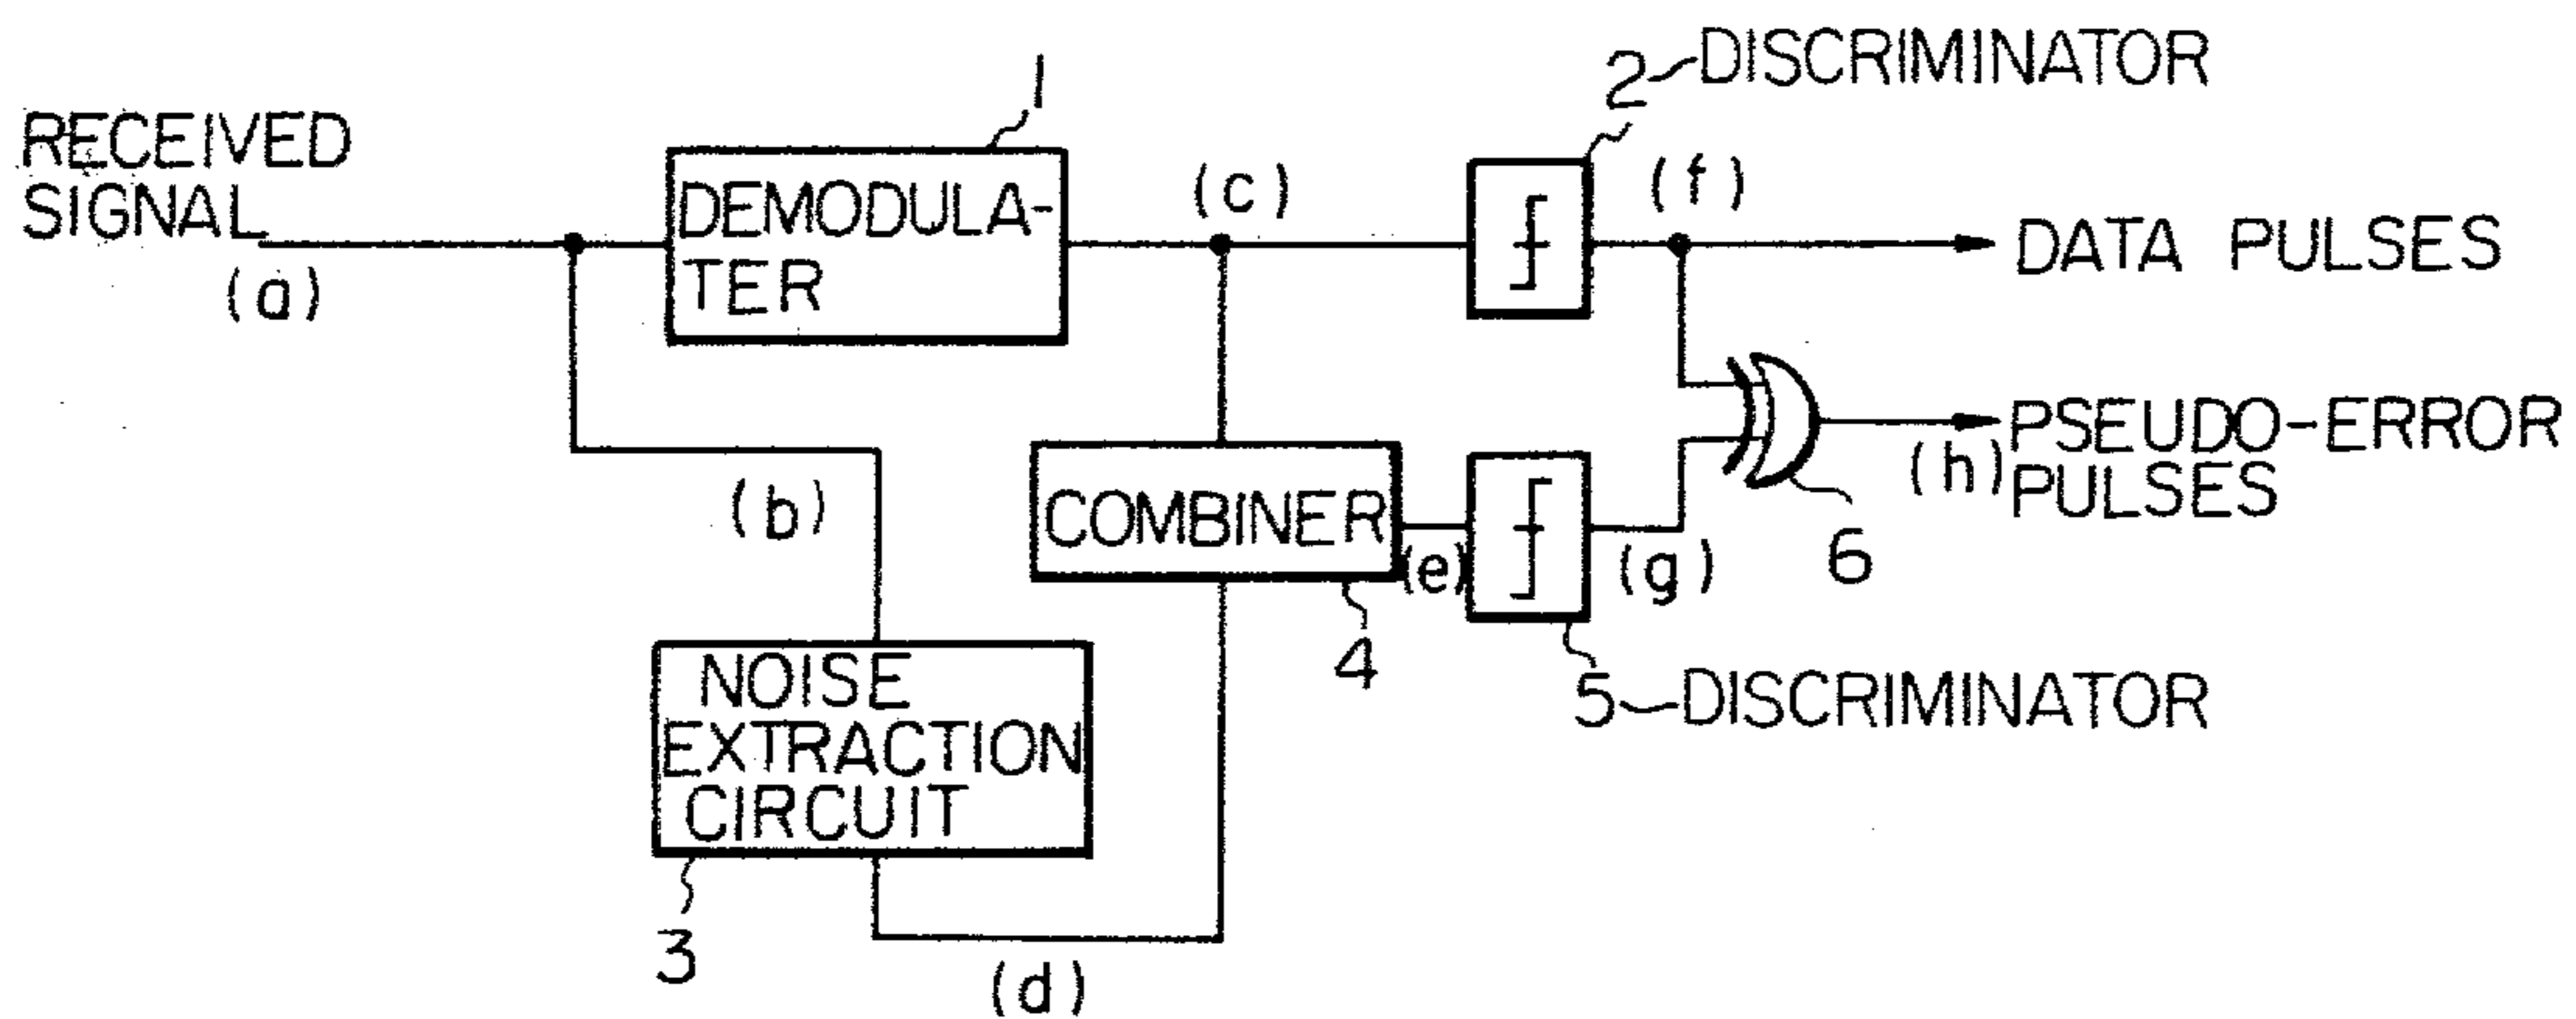 RECEIVED
SIGNAL
(a)
1
DEMODULA-
TER
(c)
2
DISCRIMINATOR
(f)
DATA PULSES
(b)
COMBINER
(e)
4
(g)
6
(h)
PSEUDO-ERROR
PULSES
5
DISCRIMINATOR
NOISE
EXTRACTION
CIRCUIT
3
(d)